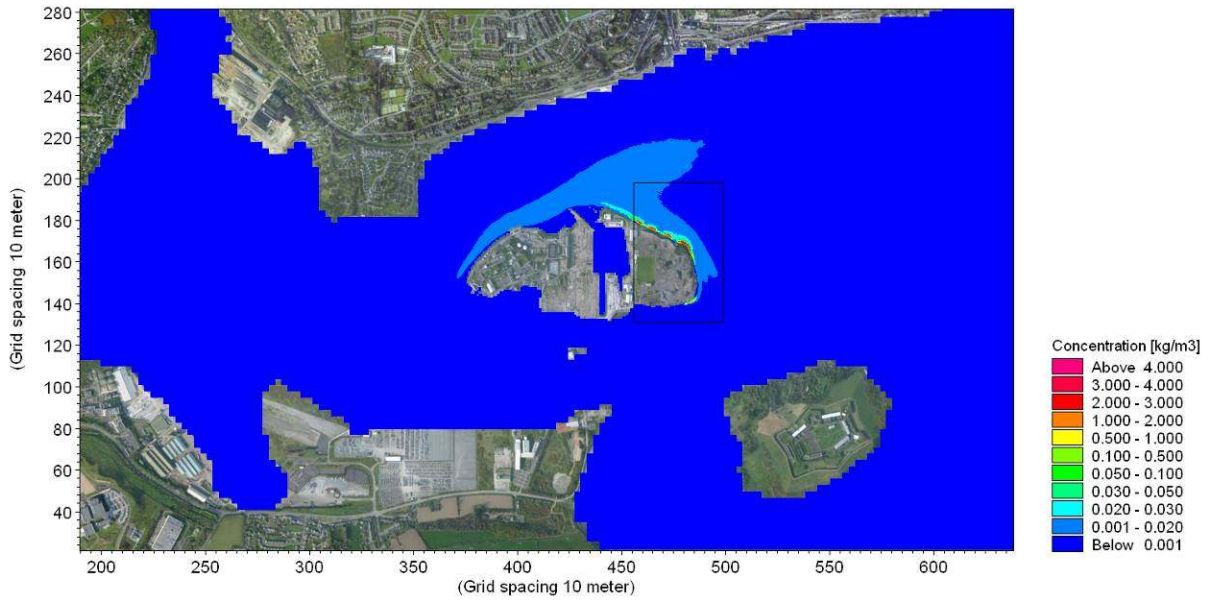 280
260
240
220
200
180
160
140
120
100
80
60
40
(Grid spacing 10 meter)
200 250 300 350 400 450 500 550 600
(Grid spacing 10 meter)
Concentration [kg/m3]
Above 4.000
3.000 - 4.000
2.000 - 3.000
1.000 - 2.000
0.500 - 1.000
0.100 - 0.500
0.050 - 0.100
0.030 - 0.050
0.020 - 0.030
0.001 - 0.020
Below 0.001